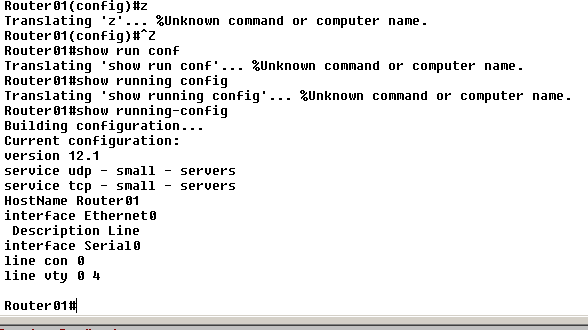 Router01(config)#z
Translating 'z'... %Unknown command or computer name.
Router01(config)#^Z
Router01#show run conf
Translating 'show run conf'... %Unknown command or computer name.
Router01#show running config
Translating 'show running config'... %Unknown command or computer name.
Router01#show running-config
Building configuration...
Current configuration:
version 12.1
service udp - small - servers
service tcp - small - servers
HostName Router01
interface Ethernet0
 Description Line
interface Serial0
line con 0
line vty 0 4
Router01#